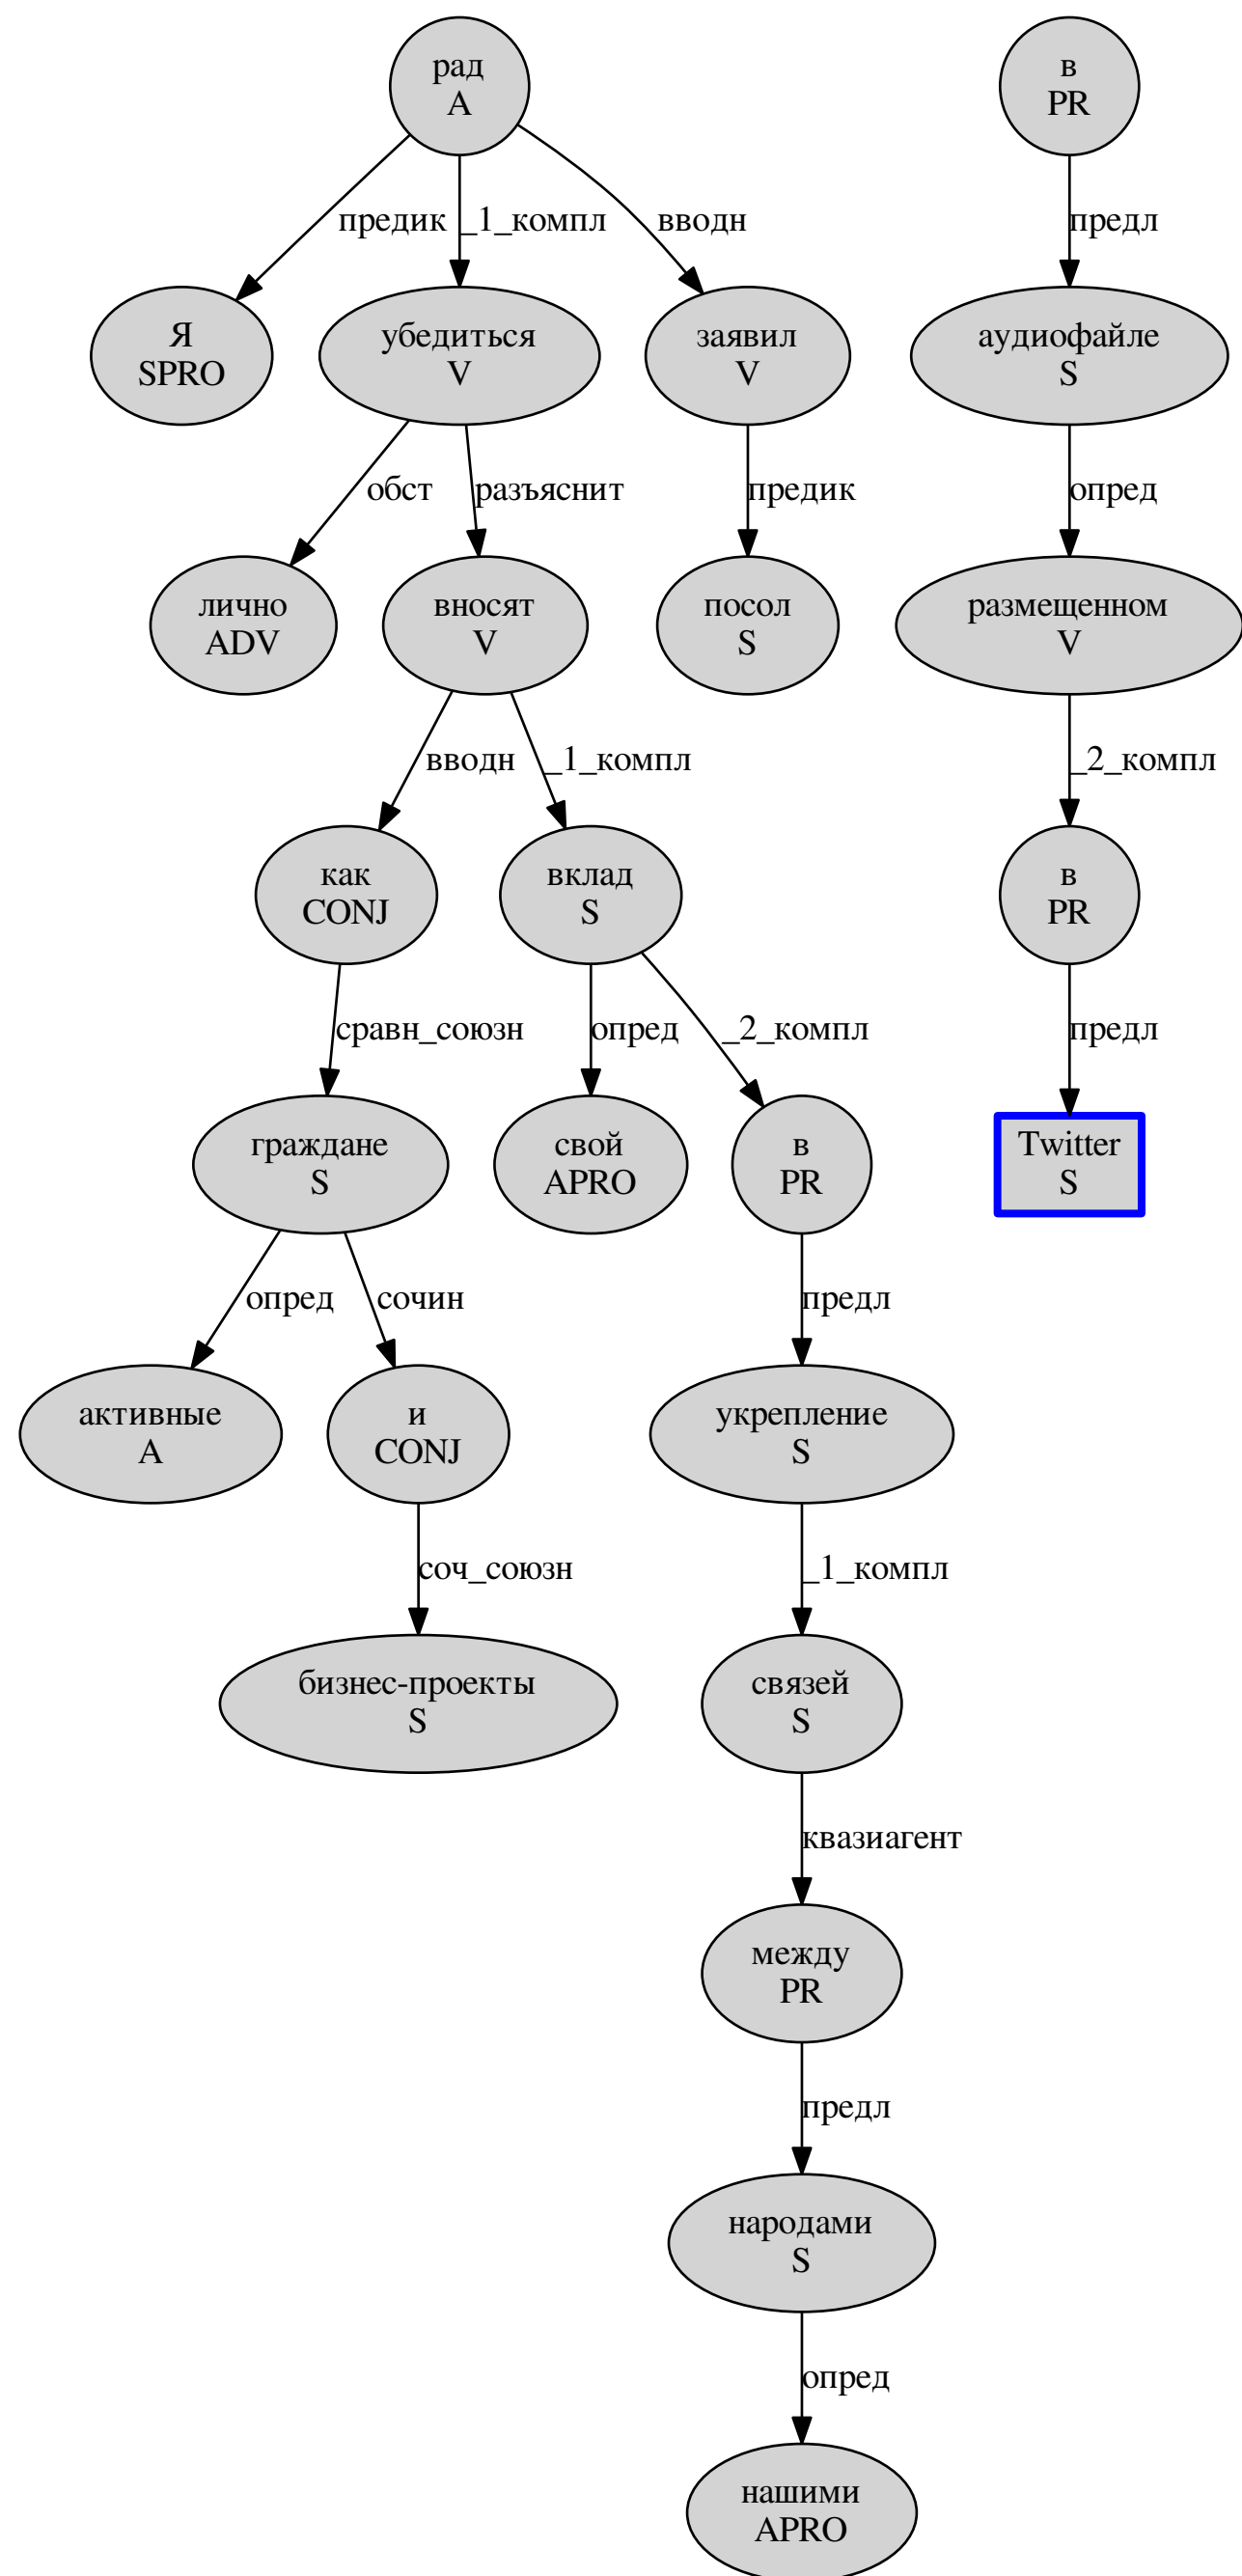 рад
A
в
PR
предик
_1_компл
вводн
предл
Я
SPRO
убедиться
V
заявил
V
аудиофайле
S
обст
разъяснит
предик
опред
лично
ADV
вносят
V
посол
S
размещенном
V
вводн
_1_компл
_2_компл
как
CONJ
вклад
S
в
PR
сравн_союзн
опред
_2_компл
предл
граждане
S
свой
APRO
в
PR
Twitter
S
опред
сочин
предл
активные
A
и
CONJ
укрепление
S
соч_союзн
_1_компл
бизнес-проекты
S
связей
S
квазиагент
между
PR
предл
народами
S
опред
нашими
APRO